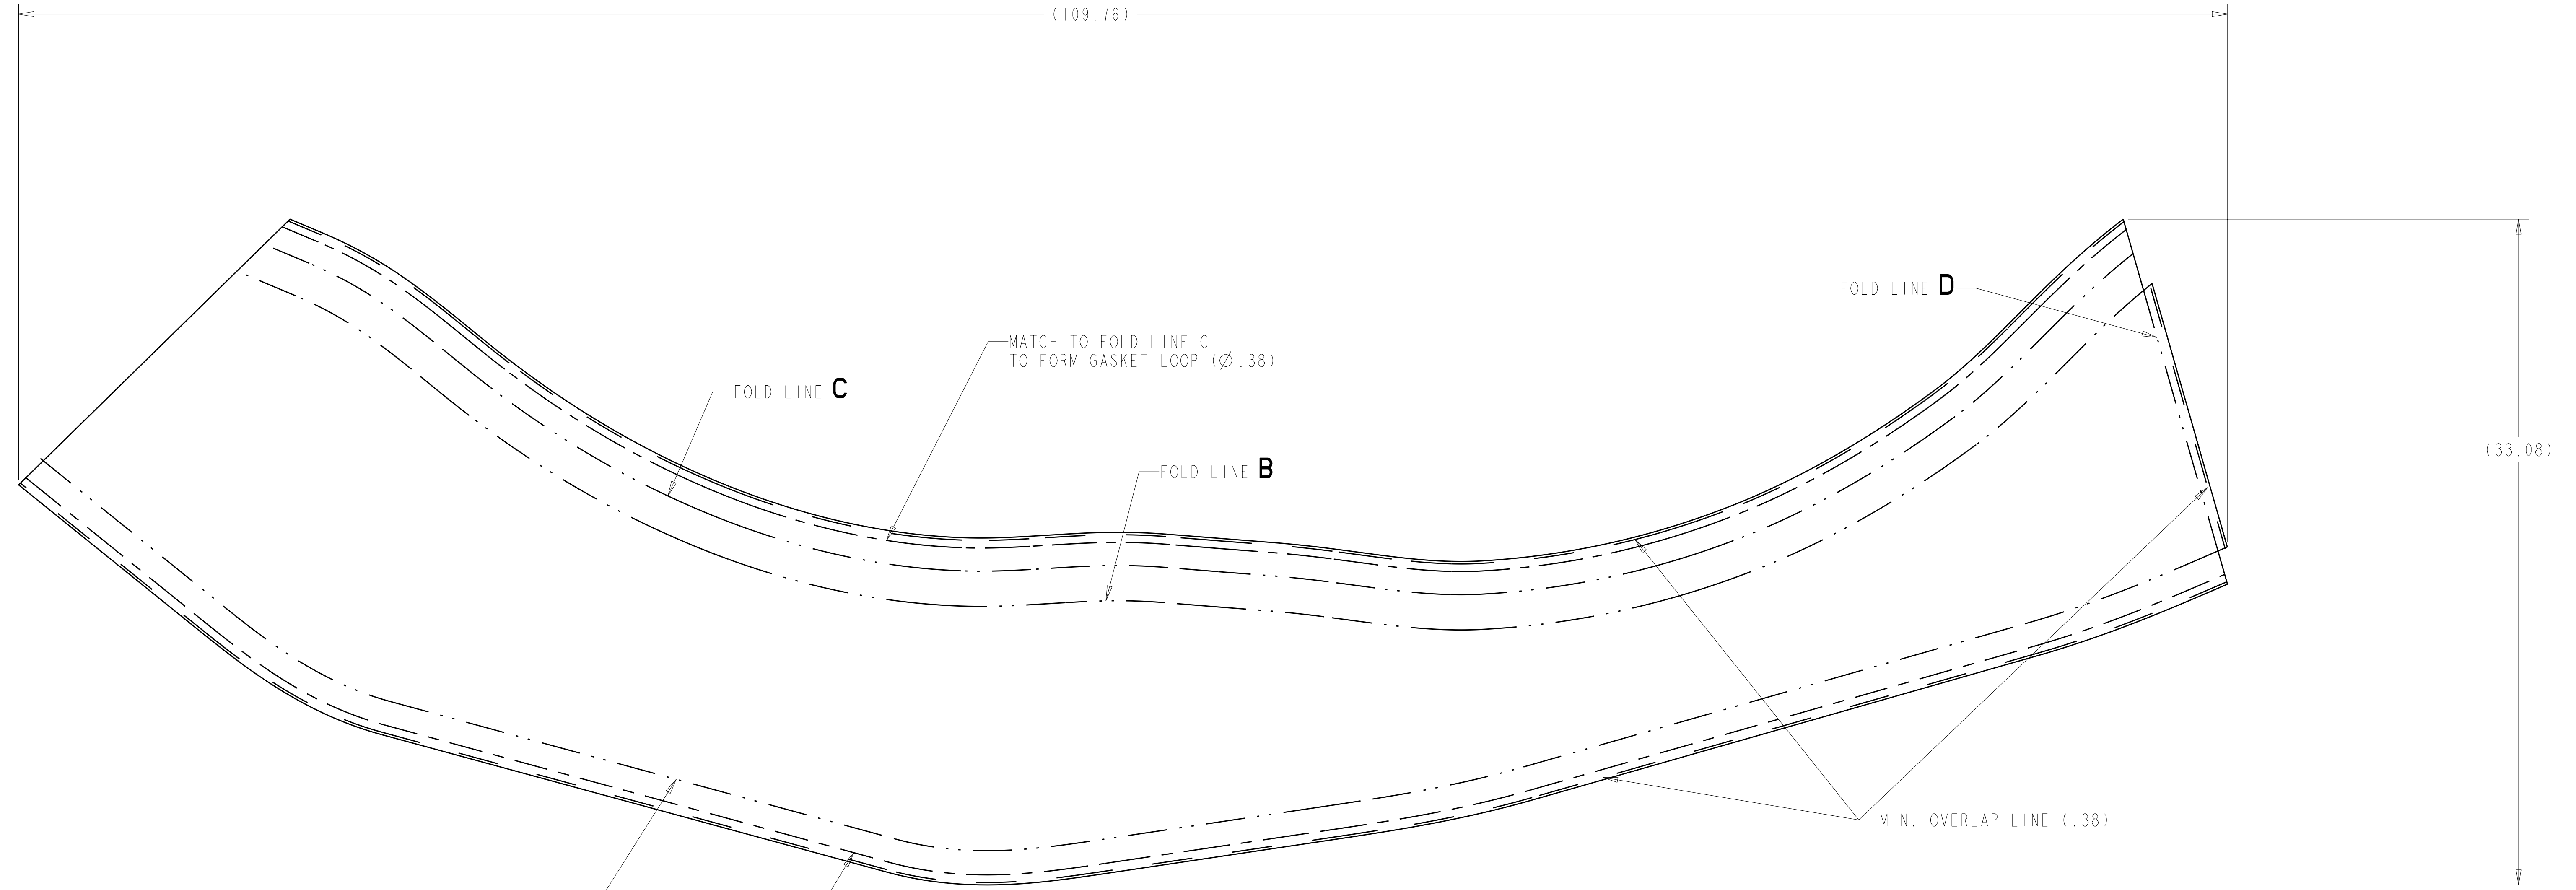 (109.76)
FOLD LINE D
MATCH TO FOLD LINE C
TO FORM GASKET LOOP (Ø.38)
FOLD LINE C
(33.08)
FOLD LINE B
MIN. OVERLAP LINE (.38)